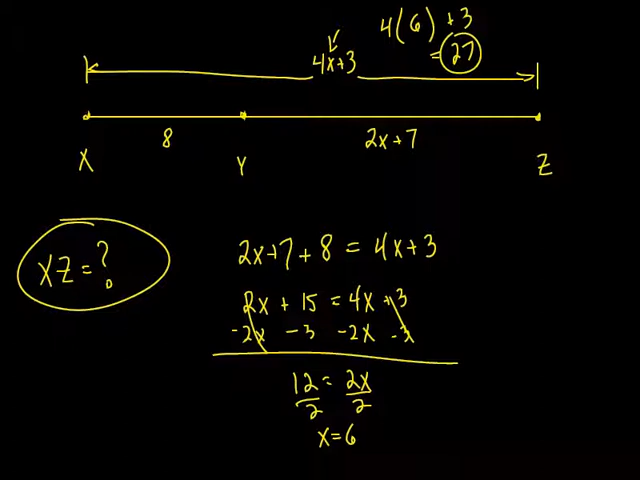 4(6) +3
= 27
4x+3
8
2x+7
X
Y
Z
XZ = ?
2x+7+8 = 4x+3
2x + 15 = 4x +3
-2x -3 -2x -3
12 = 2x
2 2
x=6